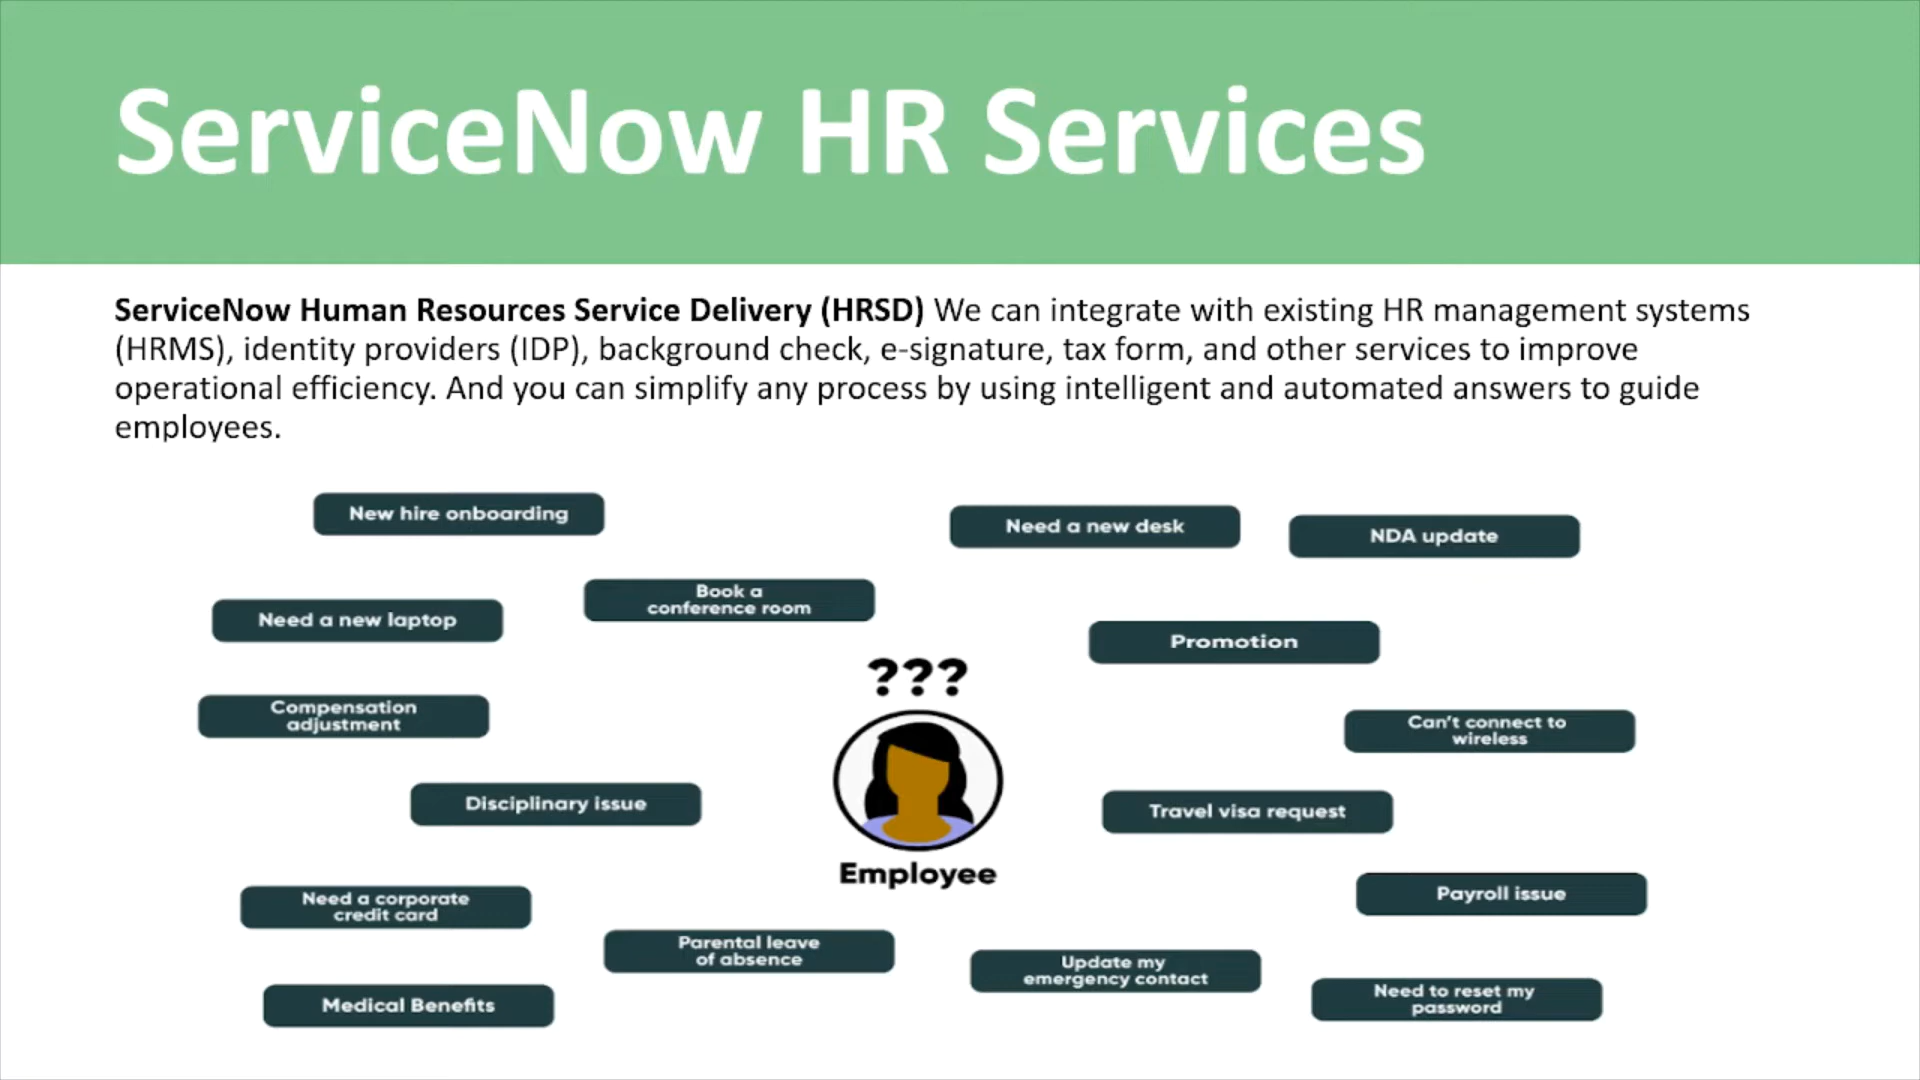 ServiceNow HR Services
ServiceNow Human Resources Service Delivery (HRSD) We can integrate with existing HR management systems
(HRMS), identity providers (IDP), background check, e-signature, tax form, and other services to improve
operational efficiency. And you can simplify any process by using intelligent and automated answers to guide
employees.
New hire onboarding
Need a new desk
NDA update
Book a
conference room
Need a new laptop
Promotion
???
Compensation
adjustment
Can't connect to
wireless
Disciplinary issue
Travel visa request
Employee
Need a corporate
credit card
Payroll issue
Parental leave
of absence
Update my
emergency contact
Medical Benefits
Need to reset my
password